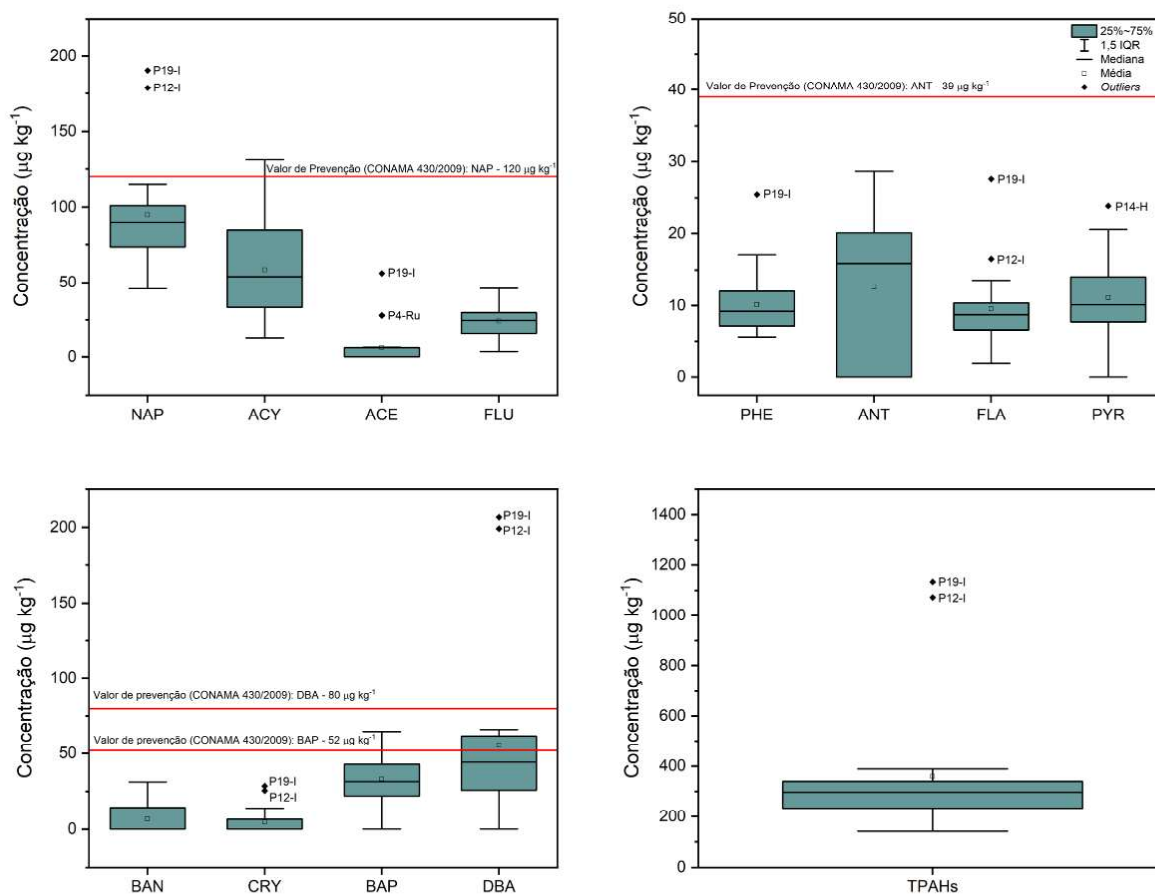 Concentração (µg kg⁻¹)
200
150
100
50
0
P19-I
P12-I
Valor de Prevenção (CONAMA 430/2009): NAP - 120 µg kg⁻¹
P19-I
P4-Ru
NAP ACY ACE FLU
Concentração (µg kg⁻¹)
50
40
30
20
10
0
25%~75%
1,5 IQR
Mediana
Média
Outliers
Valor de Prevenção (CONAMA 430/2009): ANT - 39 µg kg⁻¹
P19-I
P19-I
P12-I
P14-H
PHE ANT FLA PYR
Concentração (µg kg⁻¹)
200
150
100
50
0
P19-I
P12-I
Valor de prevenção (CONAMA 430/2009): DBA - 80 µg kg⁻¹
Valor de prevenção (CONAMA 430/2009): BAP - 52 µg kg⁻¹
P19-I
P12-I
BAN CRY BAP DBA
Concentração (µg kg⁻¹)
1400
1200
1000
800
600
400
200
0
P19-I
P12-I
TPAHs